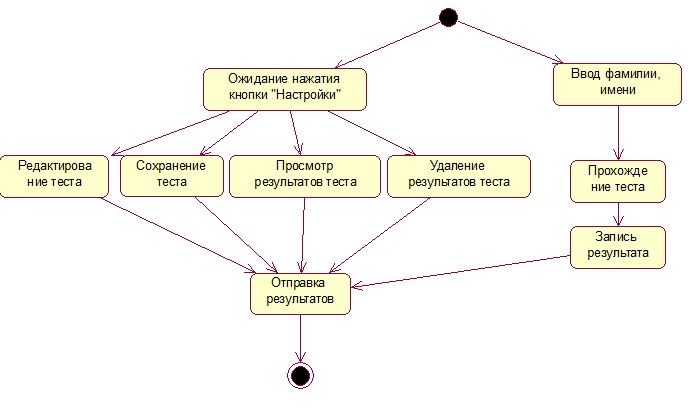 Ожидание нажатия
кнопки "Настройки"
Ввод фамилии,
имени
Редактирова
ние теста
Сохранение
теста
Просмотр
результатов теста
Удаление
результатов теста
Прохожде
ние теста
Запись
результата
Отправка
результатов